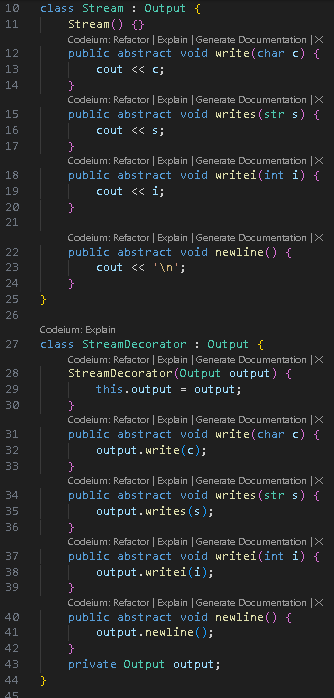 10 class Stream : Output {
11     Stream() {}
Codeium: Refactor | Explain | Generate Documentation | ✕
12     public abstract void write(char c) {
13         cout << c;
14     }
Codeium: Refactor | Explain | Generate Documentation | ✕
15     public abstract void writes(str s) {
16         cout << s;
17     }
Codeium: Refactor | Explain | Generate Documentation | ✕
18     public abstract void writei(int i) {
19         cout << i;
20     }
21
Codeium: Refactor | Explain | Generate Documentation | ✕
22     public abstract void newline() {
23         cout << '\n';
24     }
25 }
26
Codeium: Explain
27 class StreamDecorator : Output {
Codeium: Refactor | Explain | Generate Documentation | ✕
28     StreamDecorator(Output output) {
29         this.output = output;
30     }
Codeium: Refactor | Explain | Generate Documentation | ✕
31     public abstract void write(char c) {
32         output.write(c);
33     }
Codeium: Refactor | Explain | Generate Documentation | ✕
34     public abstract void writes(str s) {
35         output.writes(s);
36     }
Codeium: Refactor | Explain | Generate Documentation | ✕
37     public abstract void writei(int i) {
38         output.writei(i);
39     }
Codeium: Refactor | Explain | Generate Documentation | ✕
40     public abstract void newline() {
41         output.newline();
42     }
43     private Output output;
44 }
45